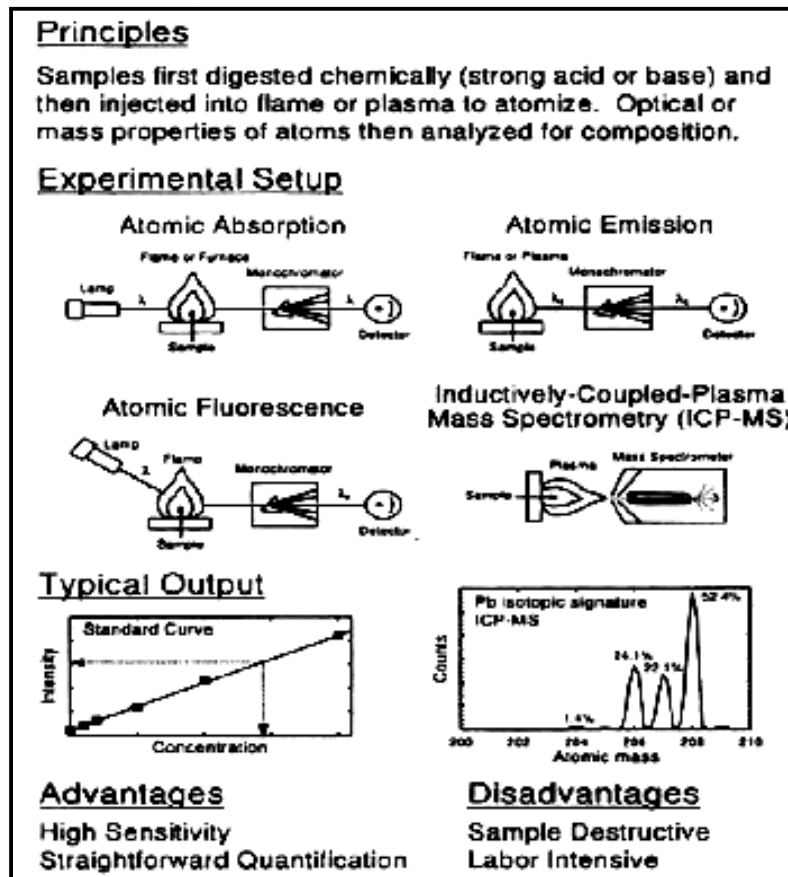 Principles
Samples first digested chemically (strong acid or base) and
then injected into flame or plasma to atomize. Optical or
mass properties of atoms then analyzed for composition.
Experimental Setup
Atomic Absorption
Flame or Furnace
Monochromator
Lamp
λ
λ
Sample
Detector
Atomic Emission
Flame or Plasma
Monochromator
Sample
Detector
Atomic Fluorescence
Lamp
λ
Flame
Monochromator
Sample
Detector
Inductively-Coupled-Plasma
Mass Spectrometry (ICP-MS)
Plasma
Mass Spectrometer
Sample
Typical Output
Standard Curve
Intensity
Concentration
Pb isotopic signature
ICP-MS
Counts
1.4%
24.1%
22.1%
52.4%
200 202 204 206 208 210
Atomic mass
Advantages
High Sensitivity
Straightforward Quantification
Disadvantages
Sample Destructive
Labor Intensive